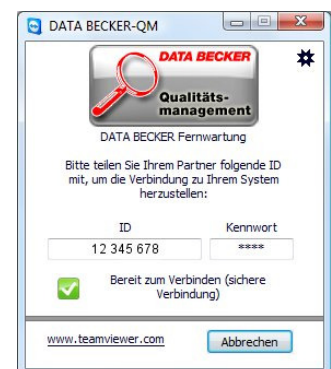 DATA BECKER-QM
DATA BECKER
Qualitäts-
management
DATA BECKER Fernwartung
Bitte teilen Sie Ihrem Partner folgende ID
mit, um die Verbindung zu Ihrem System
herzustellen:
ID Kennwort
12 345 678 ****
Bereit zum Verbinden (sichere
Verbindung)
www.teamviewer.com Abbrechen